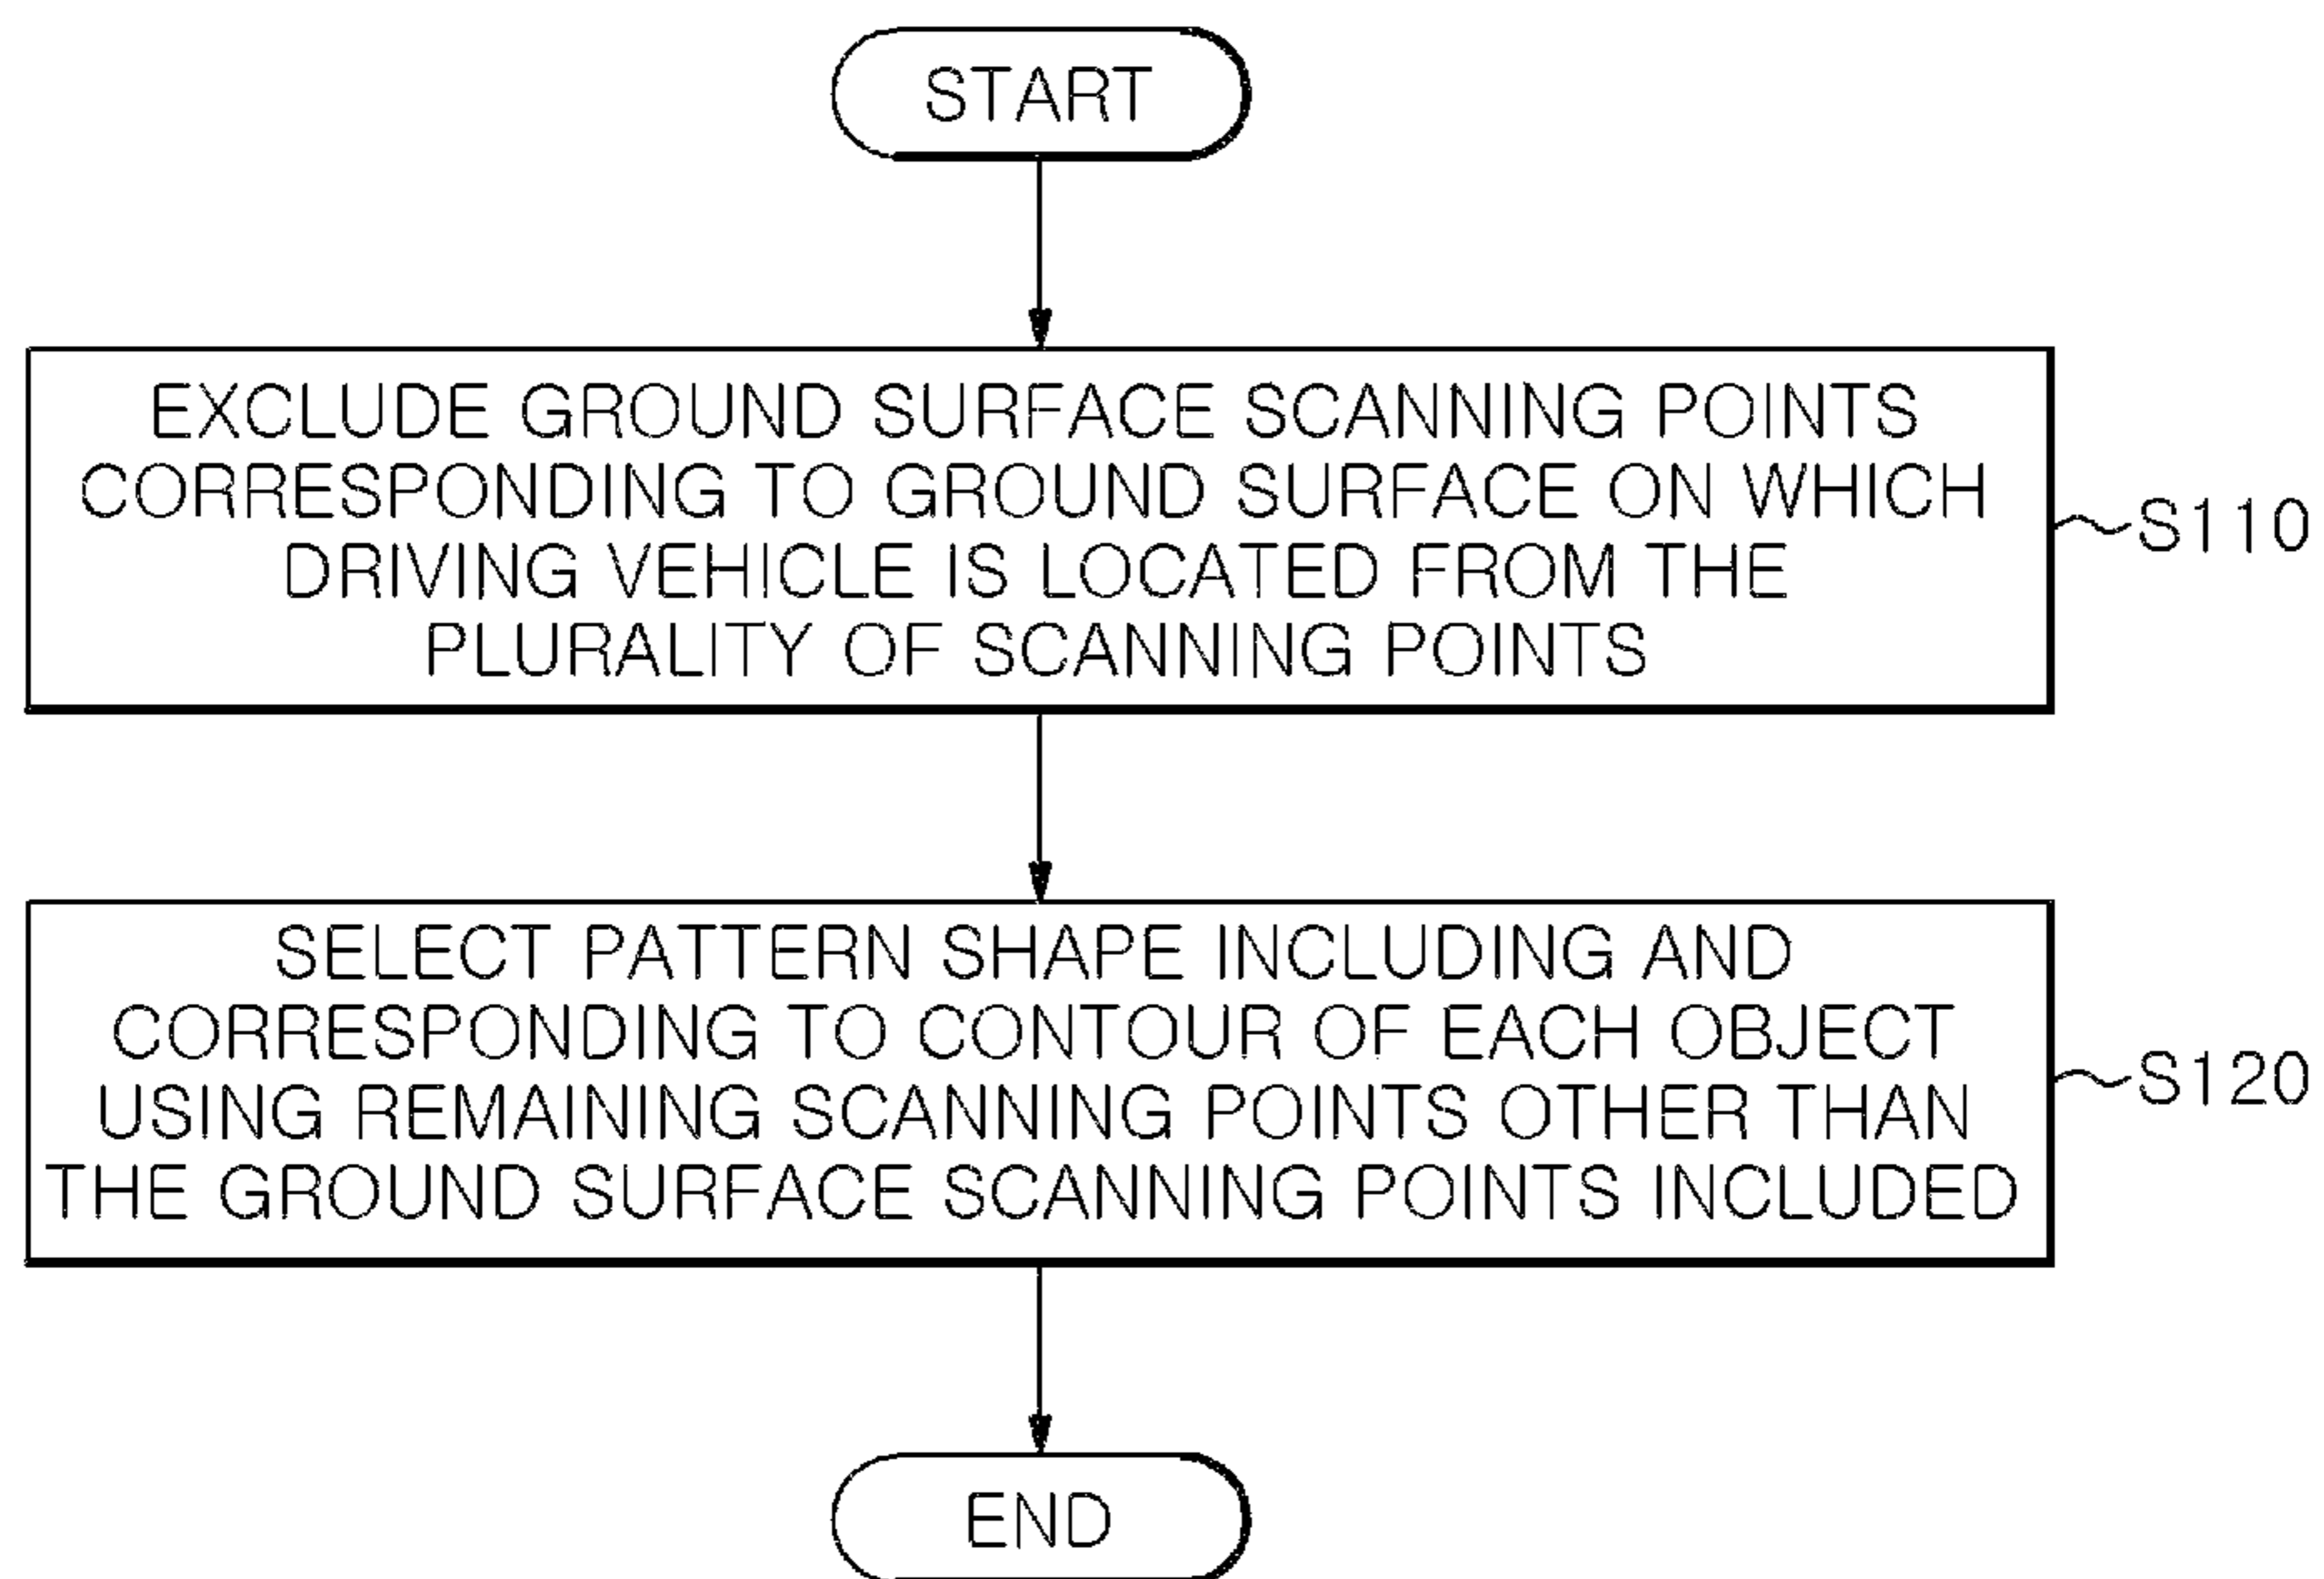 START
EXCLUDE GROUND SURFACE SCANNING POINTS
CORRESPONDING TO GROUND SURFACE ON WHICH
DRIVING VEHICLE IS LOCATED FROM THE
PLURALITY OF SCANNING POINTS
S110
SELECT PATTERN SHAPE INCLUDING AND
CORRESPONDING TO CONTOUR OF EACH OBJECT
USING REMAINING SCANNING POINTS OTHER THAN
THE GROUND SURFACE SCANNING POINTS INCLUDED
S120
END